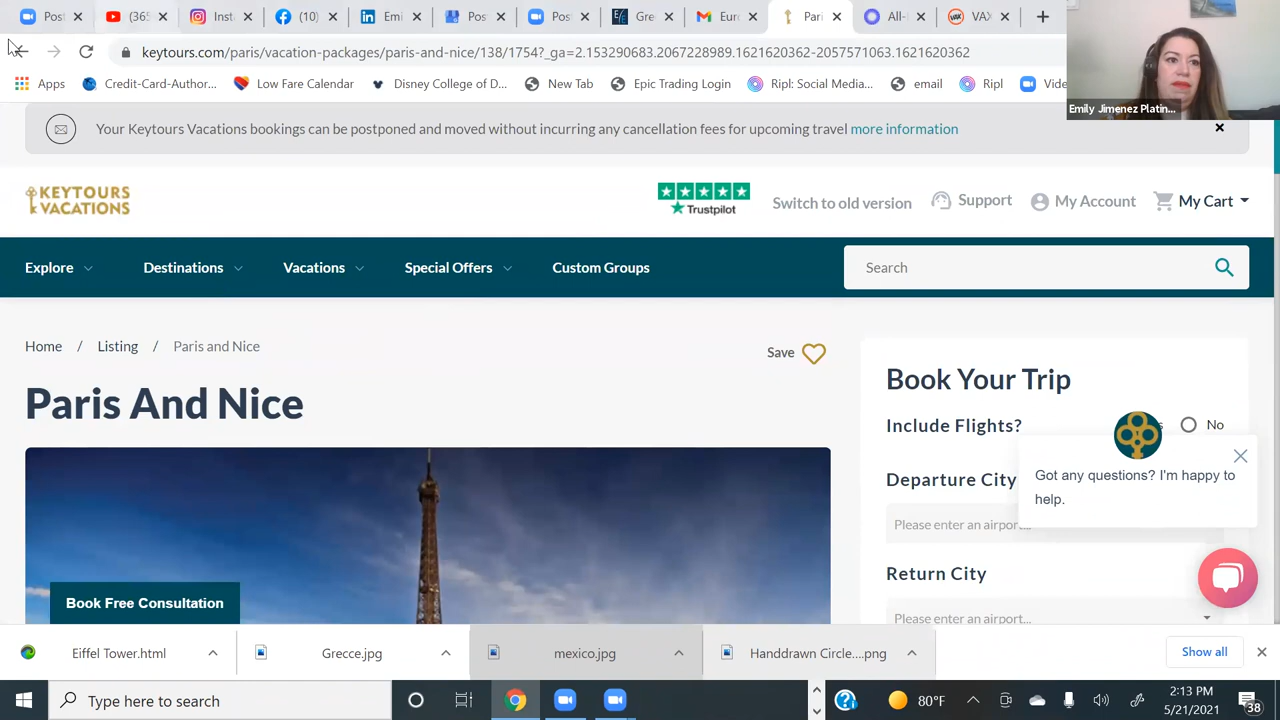 Post
(365
Inst
(10)
Emi
Pos
Pos
Gre
Euro
Pari
All-
VAX
keytours.com/paris/vacation-packages/paris-and-nice/138/1754?_ga=2.153290683.2067228989.1621620362-2057571063.1621620362
Apps
Credit-Card-Author...
Low Fare Calendar
Disney College of D...
New Tab
Epic Trading Login
Ripl: Social Media...
email
Ripl
Emily Jimenez Platin...
Your Keytours Vacations bookings can be postponed and moved without incurring any cancellation fees for upcoming travel more information
KEYTOURS
VACATIONS
Trustpilot
Switch to old version
Support
My Account
My Cart
Explore
Destinations
Vacations
Special Offers
Custom Groups
Search
Home / Listing / Paris and Nice
Save
Paris And Nice
Book Free Consultation
Book Your Trip
Include Flights?
No
Departure City
Please enter an airport...
Got any questions? I'm happy to
help.
Return City
Please enter an airport...
Eiffel Tower.html
Grecce.jpg
mexico.jpg
Handdrawn Circle....png
Show all
Type here to search
80°F
2:13 PM
5/21/2021
38